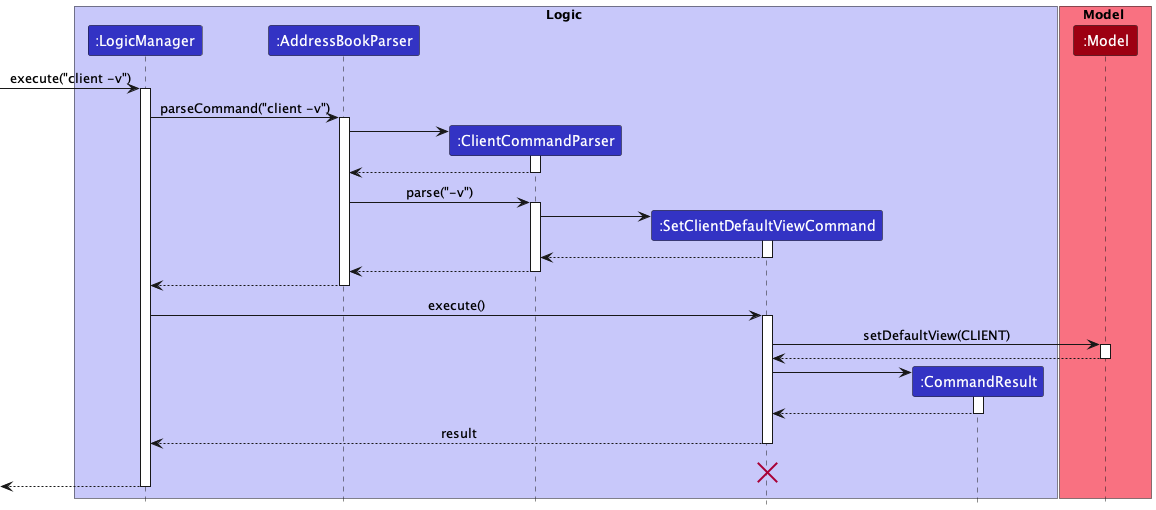 Logic
Model
:LogicManager
:AddressBookParser
:Model
execute("client -v")
parseCommand("client -v")
:ClientCommandParser
parse("-v")
:SetClientDefaultViewCommand
execute()
setDefaultView(CLIENT)
:CommandResult
result